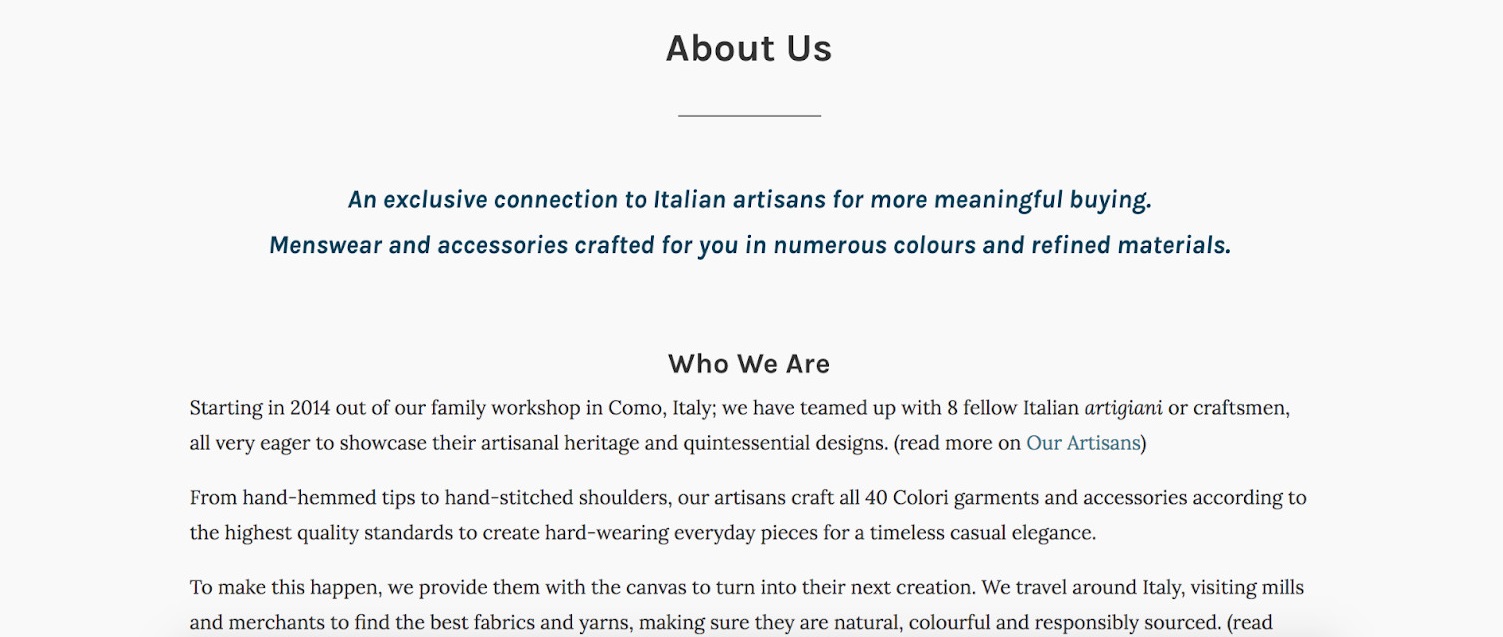 About Us
An exclusive connection to Italian artisans for more meaningful buying.
Menswear and accessories crafted for you in numerous colours and refined materials.
Who We Are
Starting in 2014 out of our family workshop in Como, Italy; we have teamed up with 8 fellow Italian artigiani or craftsmen,
all very eager to showcase their artisanal heritage and quintessential designs. (read more on Our Artisans)
From hand-hemmed tips to hand-stitched shoulders, our artisans craft all 40 Colori garments and accessories according to
the highest quality standards to create hard-wearing everyday pieces for a timeless casual elegance.
To make this happen, we provide them with the canvas to turn into their next creation. We travel around Italy, visiting mills
and merchants to find the best fabrics and yarns, making sure they are natural, colourful and responsibly sourced. (read